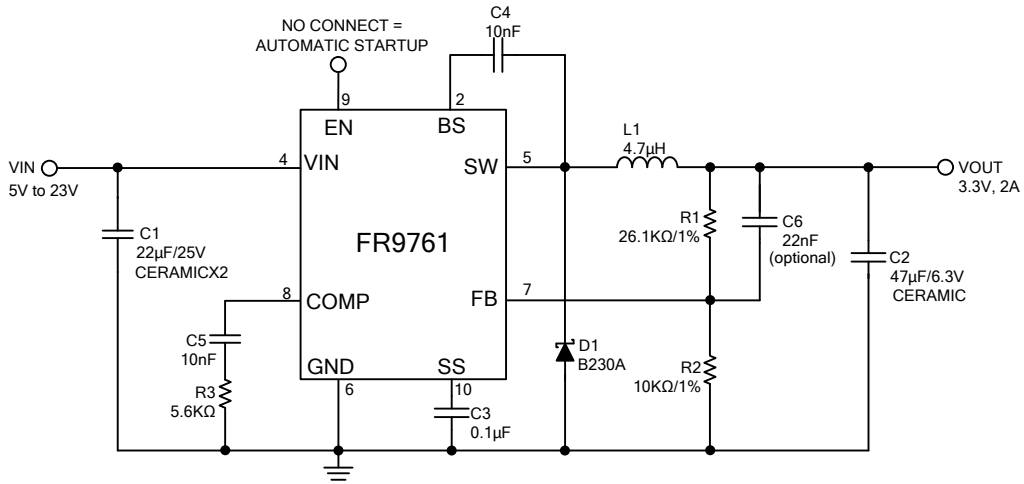 C4
10nF
NO CONNECT =
AUTOMATIC STARTUP
9
2
EN
BS
VIN
5V to 23V
4
VIN
SW
5
L1
4.7µH
VOUT
3.3V, 2A
C1
22µF/25V
CERAMICX2
FR9761
R1
26.1KΩ/1%
C6
22nF
(optional)
C2
47µF/6.3V
CERAMIC
8
COMP
FB
7
C5
10nF
R3
5.6KΩ
GND
SS
6
10
C3
0.1µF
D1
B230A
R2
10KΩ/1%